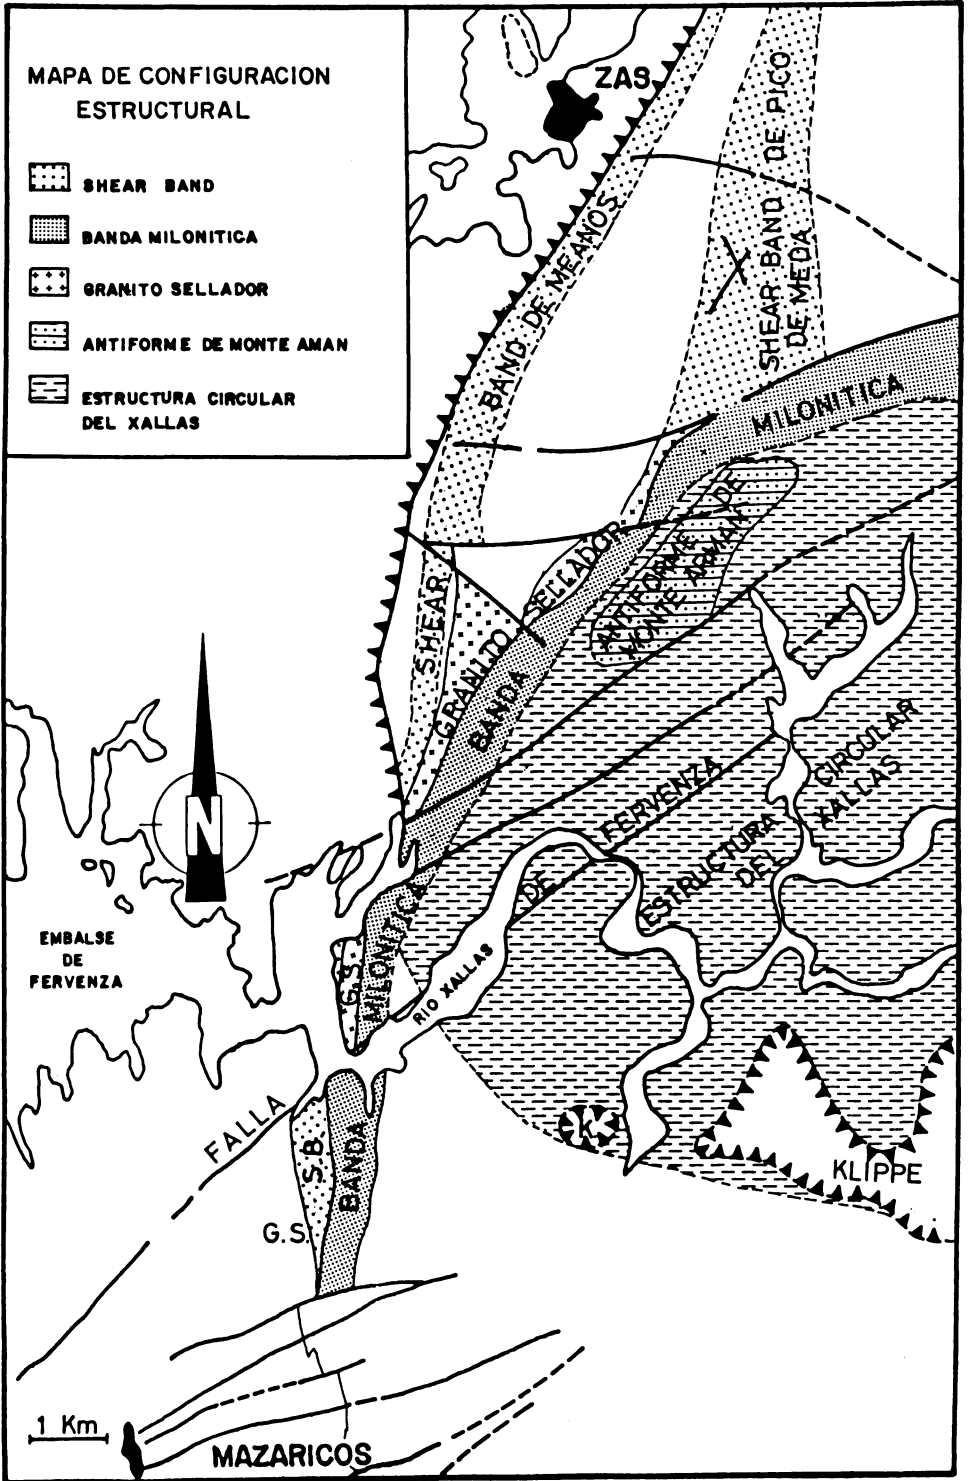 MAPA DE CONFIGURACION
ESTRUCTURAL
SHEAR BAND
BANDA MILONITICA
GRANITO SELLADOR
ANTIFORME DE MONTE AMAN
ESTRUCTURA CIRCULAR
DEL XALLAS
ZAS
SHEAR BAND DE PICO
DE MEDA
SHEAR BAND DE MEANOS
BANDA MILONITICA
ANTIFORME DE
MONTE ARMAN
GRANITO SELLADOR
N
EMBALSE
DE
FERVENZA
ESTRUCTURA CIRCULAR
DEL XALLAS
FALLA DE FERVENZA
RIO XALLAS
G.S.
BANDA MILONITICA
S.B.
G.S.
K
KLIPPE
1 Km
MAZARICOS